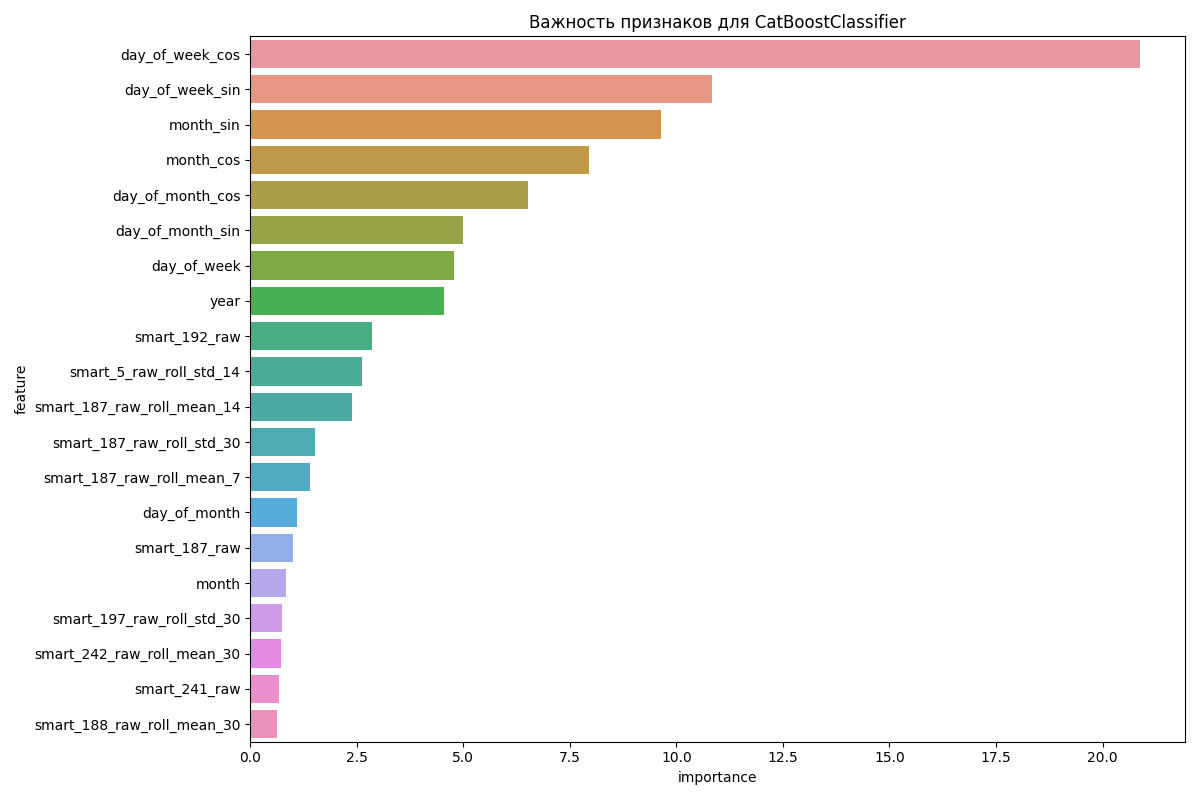 Важность признаков для CatBoostClassifier
day_of_week_cos
day_of_week_sin
month_sin
month_cos
day_of_month_cos
day_of_month_sin
day_of_week
year
smart_192_raw
smart_5_raw_roll_std_14
smart_187_raw_roll_mean_14
smart_187_raw_roll_std_30
smart_187_raw_roll_mean_7
day_of_month
smart_187_raw
month
smart_197_raw_roll_std_30
smart_242_raw_roll_mean_30
smart_241_raw
smart_188_raw_roll_mean_30
feature
0.0 2.5 5.0 7.5 10.0 12.5 15.0 17.5 20.0
importance